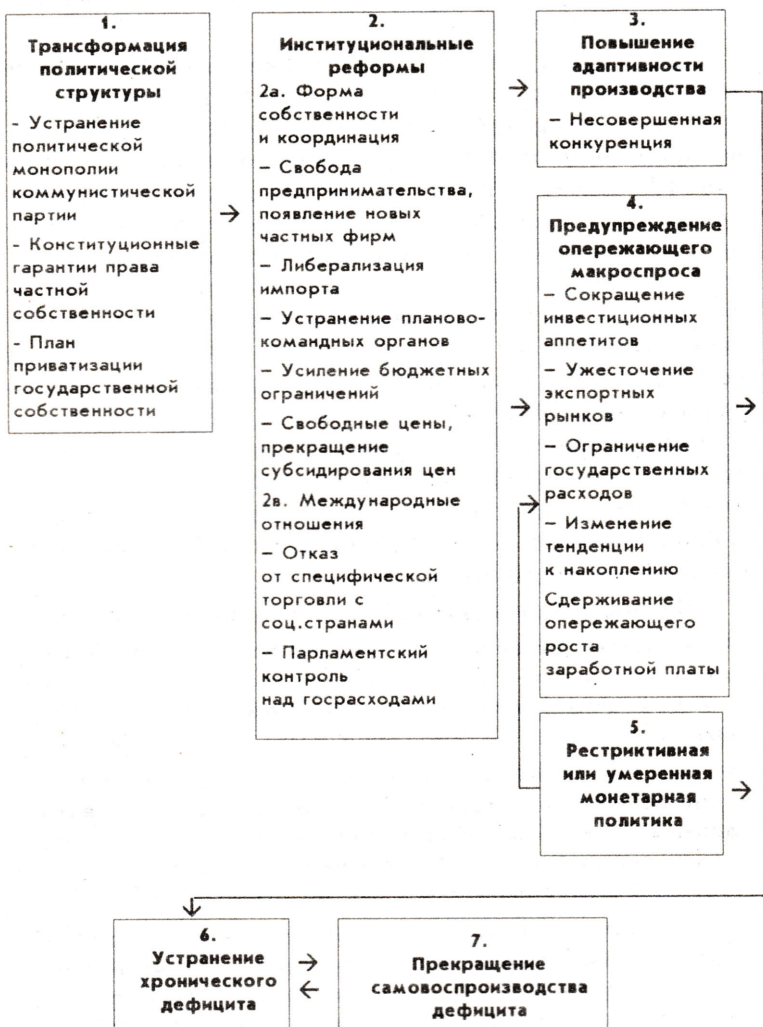 1.
Трансформация
политической
структуры
- Устранение
политической
монополии
коммунистической
партии
- Конституционные
гарантии права
частной
собственности
- План
приватизации
государственной
собственности
2.
Институциональные
реформы
2а. Форма
собственности
и координация
– Свобода
предпринимательства,
появление новых
частных фирм
– Либерализация
импорта
– Устранение планово-
командных органов
– Усиление бюджетных
ограничений
– Свободные цены,
прекращение
субсидирования цен
2в. Международные
отношения
– Отказ
от специфической
торговли с
соц.странами
– Парламентский
контроль
над госрасходами
3.
Повышение
адаптивности
производства
– Несовершенная
конкуренция
4.
Предупреждение
опережающего
макроспроса
– Сокращение
инвестиционных
аппетитов
– Ужесточение
экспортных
рынков
– Ограничение
государственных
расходов
– Изменение
тенденции
к накоплению
Сдерживание
опережающего
роста
заработной платы
5.
Рестриктивная
или умеренная
монетарная
политика
6.
Устранение
хронического
дефицита
7.
Прекращение
самовоспроизводства
дефицита